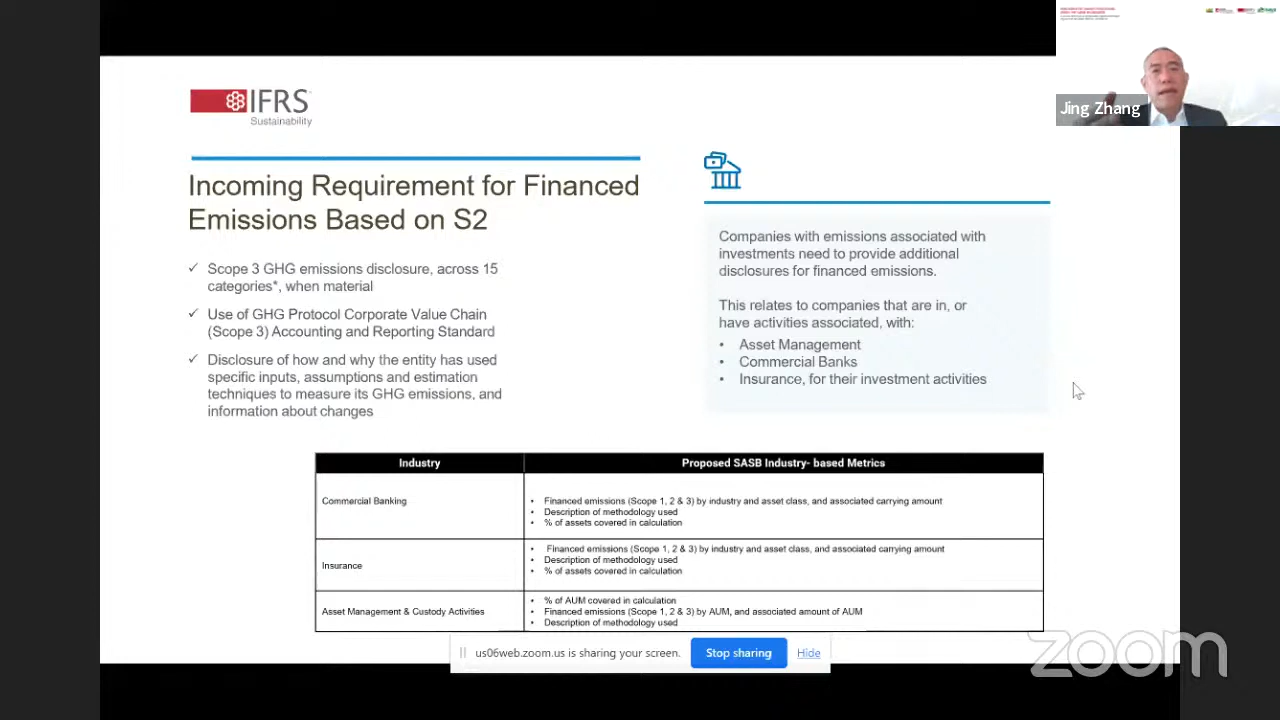 IFRS
Sustainability
Incoming Requirement for Financed
Emissions Based on S2
✓ Scope 3 GHG emissions disclosure, across 15
categories*, when material
✓ Use of GHG Protocol Corporate Value Chain
(Scope 3) Accounting and Reporting Standard
✓ Disclosure of how and why the entity has used
specific inputs, assumptions and estimation
techniques to measure its GHG emissions, and
information about changes
Companies with emissions associated with
investments need to provide additional
disclosures for financed emissions.
This relates to companies that are in, or
have activities associated, with:
• Asset Management
• Commercial Banks
• Insurance, for their investment activities
Industry
Proposed SASB Industry- based Metrics
Commercial Banking
• Financed emissions (Scope 1, 2 & 3) by industry and asset class, and associated carrying amount
• Description of methodology used
• % of assets covered in calculation
Insurance
• Financed emissions (Scope 1, 2 & 3) by industry and asset class, and associated carrying amount
• Description of methodology used
• % of assets covered in calculation
Asset Management & Custody Activities
• % of AUM covered in calculation
• Financed emissions (Scope 1, 2 & 3) by AUM, and associated amount of AUM
• Description of methodology used
Jing Zhang
us06web.zoom.us is sharing your screen.
Stop sharing
Hide
zoom